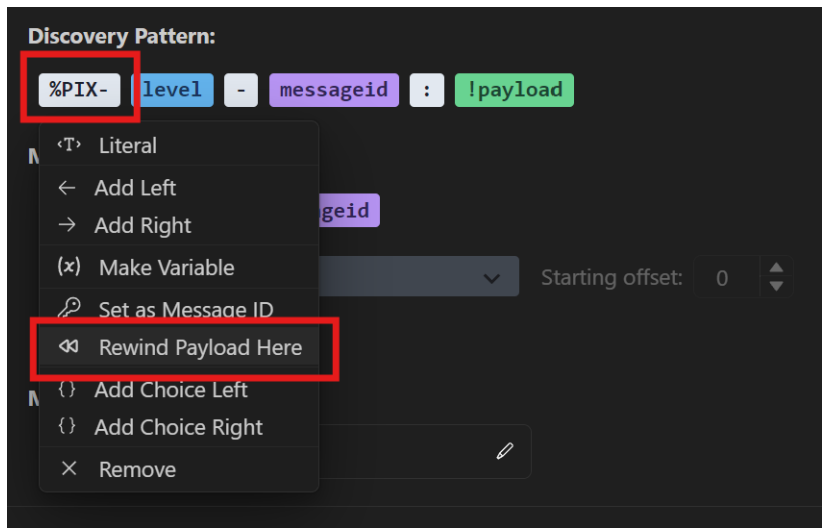 Discovery Pattern:
%PIX- level - messageid : !payload
<T> Literal
M
← Add Left
→ Add Right
geid
(x) Make Variable
Starting offset: 0
Set as Message ID
Rewind Payload Here
{} Add Choice Left
M
{} Add Choice Right
× Remove